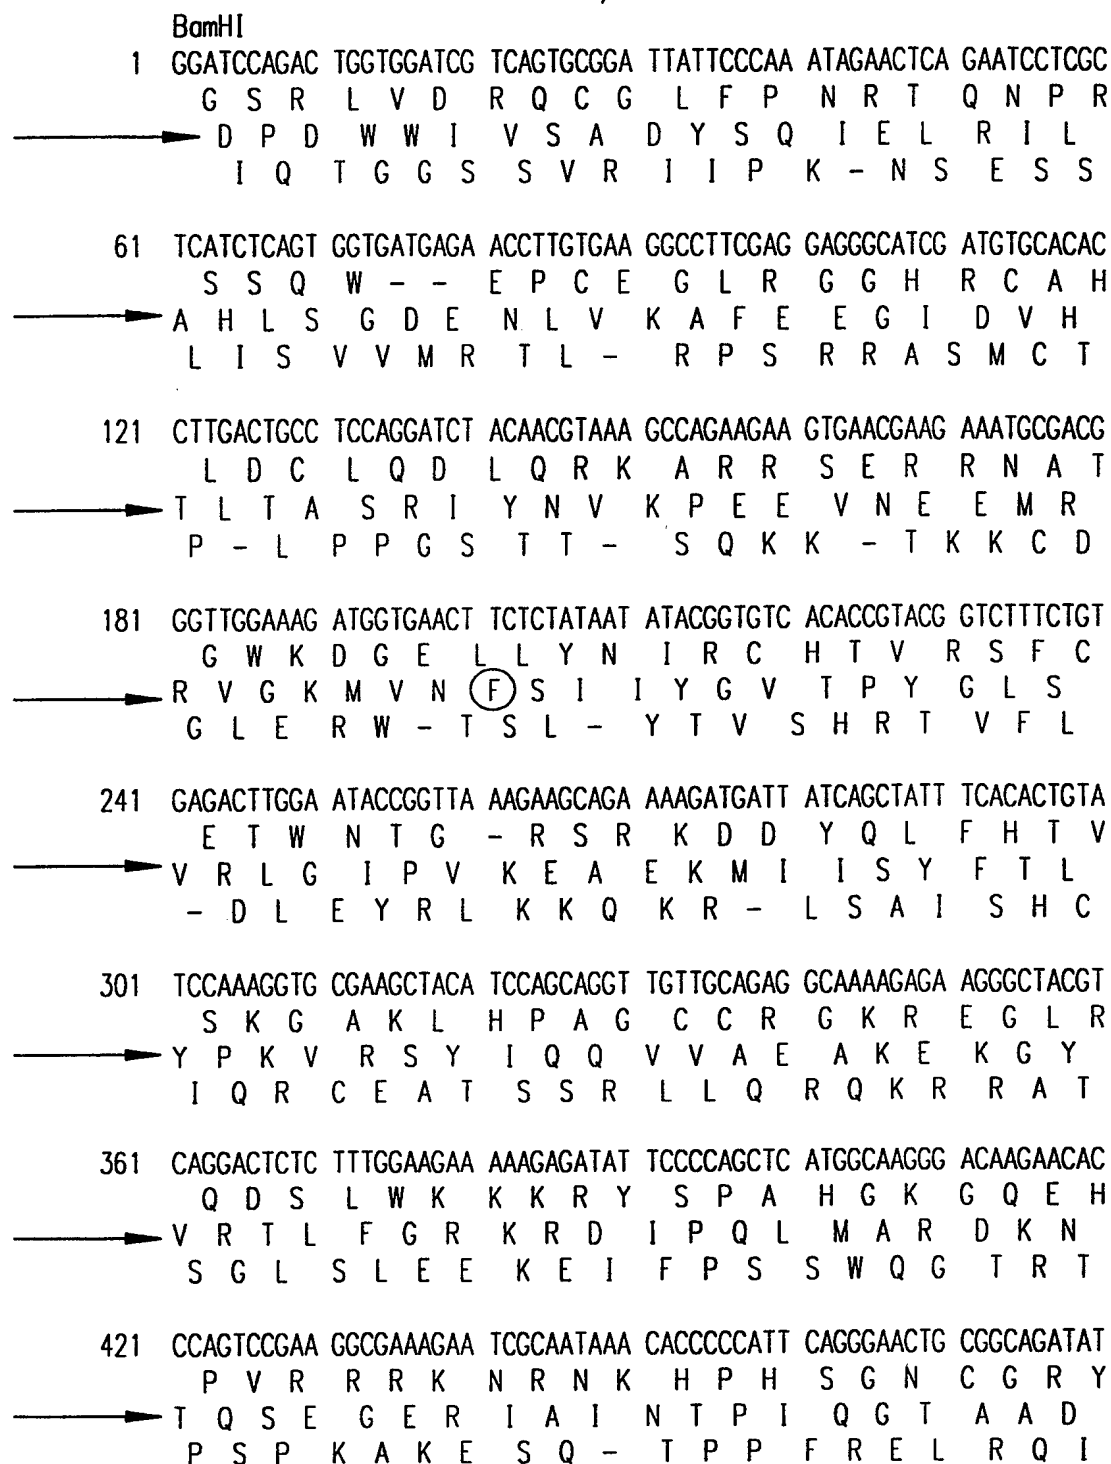 BamHI
1 GGATCCAGAC TGGTGGATCG TCAGTGCGGA TTATTCCCAA ATAGAACTCA GAATCCTCGC
G S R L V D R Q C G L F P N R T Q N P R
D P D W W I V S A D Y S Q I E L R I L
I Q T G G S S V R I I P K - N S E S S
61 TCATCTCAGT GGTGATGAGA ACCTTGTGAA GGCCTTCGAG GAGGGCATCG ATGTGCACAC
S S Q W - - E P C E G L R G G H R C A H
A H L S G D E N L V K A F E E G I D V H
L I S V V M R T L - R P S R R A S M C T
121 CTTGACTGCC TCCAGGATCT ACAACGTAAA GCCAGAAGAA GTGAACGAAG AAATGCGACG
L D C L Q D L Q R K A R R S E R R N A T
T L T A S R I Y N V K P E E V N E E M R
P - L P P G S T T - S Q K K - T K K C D
181 GGTTGGAAAG ATGGTGAACT TCTCTATAAT ATACGGTGTC ACACCGTACG GTCTTTCTGT
G W K D G E L L Y N I R C H T V R S F C
R V G K M V N F S I I Y G V T P Y G L S
G L E R W - T S L - Y T V S H R T V F L
241 GAGACTTGGA ATACCGGTTA AAGAAGCAGA AAAGATGATT ATCAGCTATT TCACACTGTA
E T W N T G - R S R K D D Y Q L F H T V
V R L G I P V K E A E K M I I S Y F T L
- D L E Y R L K K Q K R - L S A I S H C
301 TCCAAAGGTG CGAAGCTACA TCCAGCAGGT TGTTGCAGAG GCAAAAGAGA AGGGCTACGT
S K G A K L H P A G C C R G K R E G L R
Y P K V R S Y I Q Q V V A E A K E K G Y
I Q R C E A T S S R L L Q R Q K R R A T
361 CAGGACTCTC TTTGGAAGAA AAAGAGATAT TCCCCAGCTC ATGGCAAGGG ACAAGAACAC
Q D S L W K K K R Y S P A H G K G Q E H
V R T L F G R K R D I P Q L M A R D K N
S G L S L E E K E I F P S S W Q G T R T
421 CCAGTCCGAA GGCGAAAGAA TCGCAATAAA CACCCCCATT CAGGGAACTG CGGCAGATAT
P V R R R K N R N K H P H S G N C G R Y
T Q S E G E R I A I N T P I Q G T A A D
P S P K A K E S Q - T P P F R E L R Q I